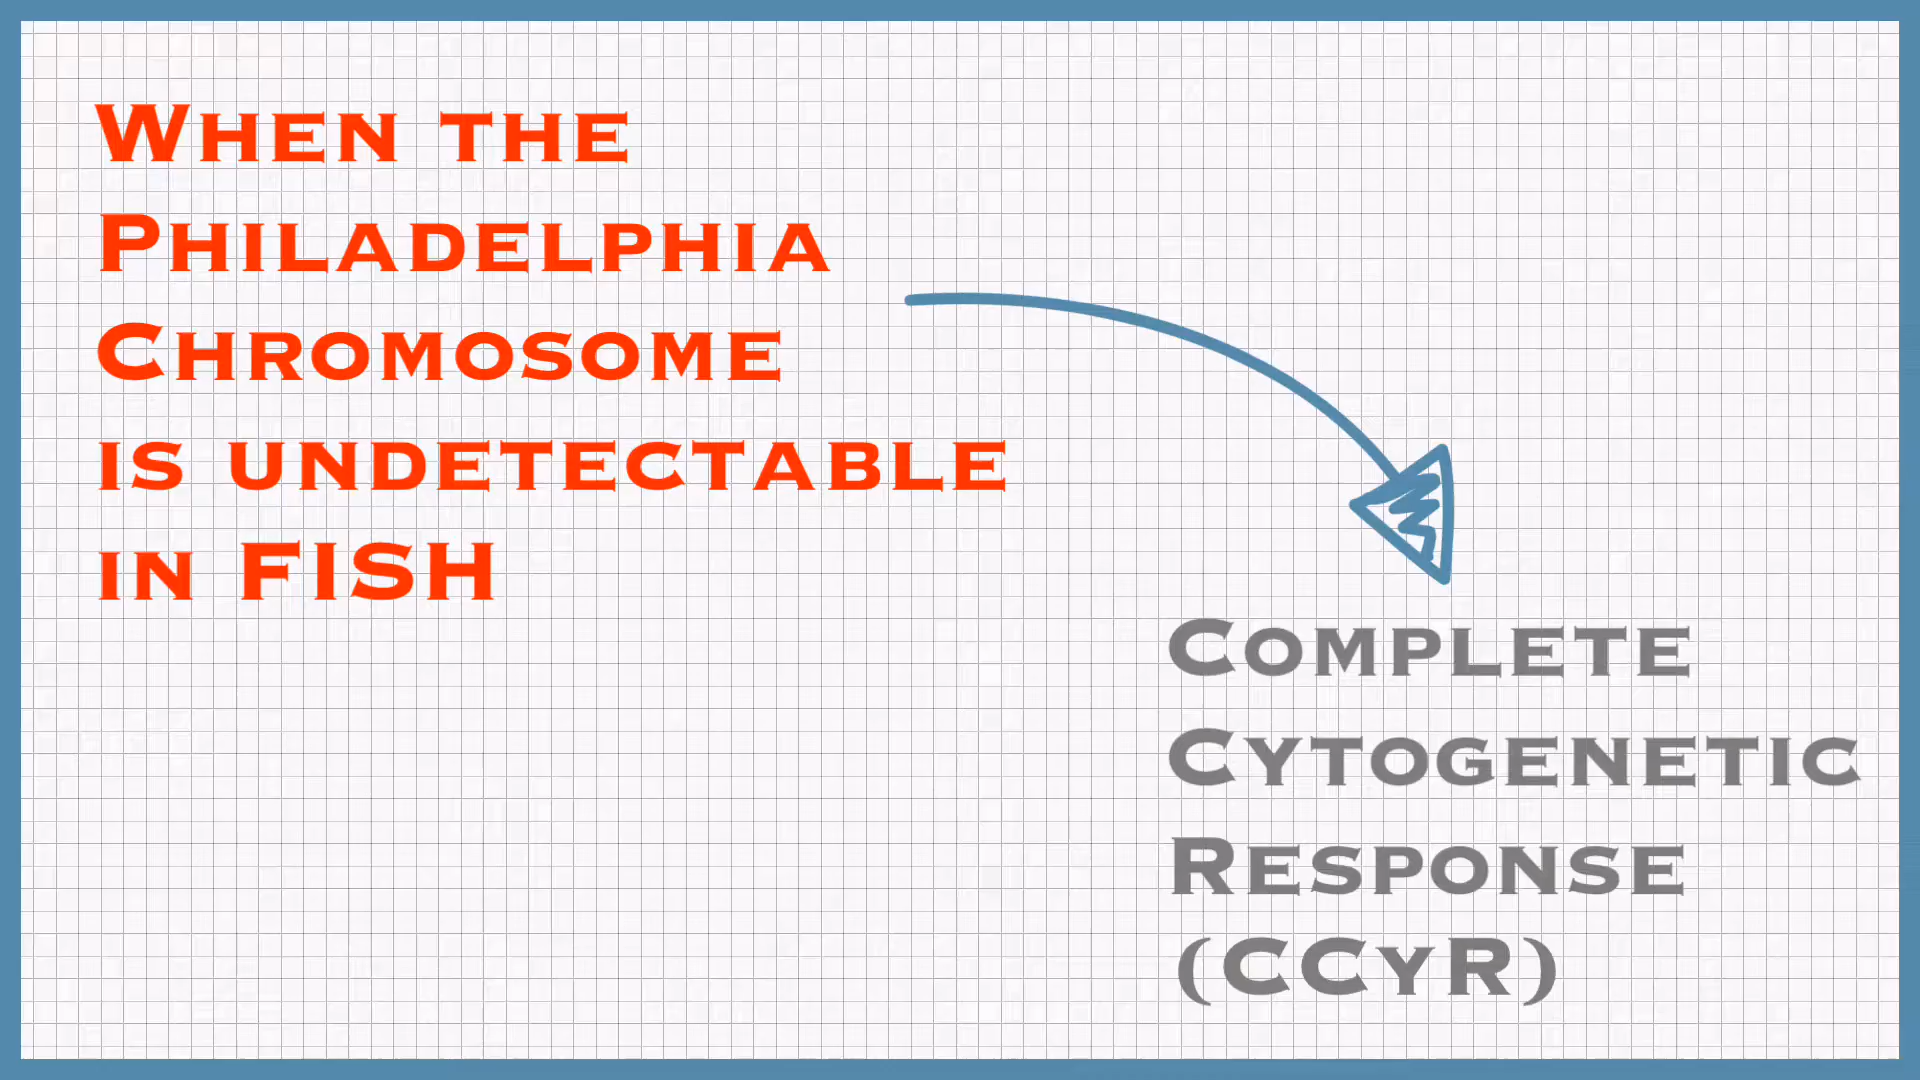 When the
Philadelphia
Chromosome
is undetectable
in FISH
Complete
Cytogenetic
Response
(CCyR)